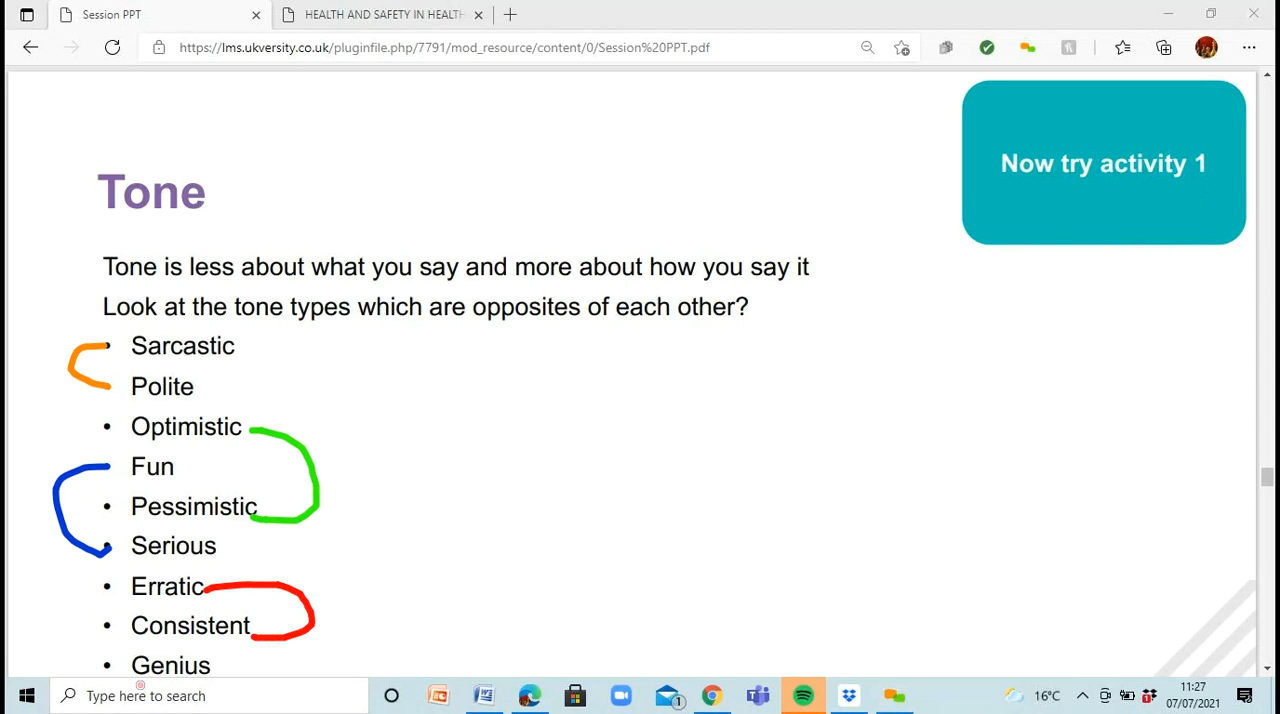 Session PPT
HEALTH AND SAFETY IN HEALTH
https://lms.ukversity.co.uk/pluginfile.php/7791/mod_resource/content/0/Session%20PPT.pdf
Now try activity 1
Tone
Tone is less about what you say and more about how you say it
Look at the tone types which are opposites of each other?
• Sarcastic
Polite
• Optimistic
Fun
• Pessimistic
• Serious
• Erratic
• Consistent
• Genius
Type here to search
1
16°C
11:27
07/07/2021